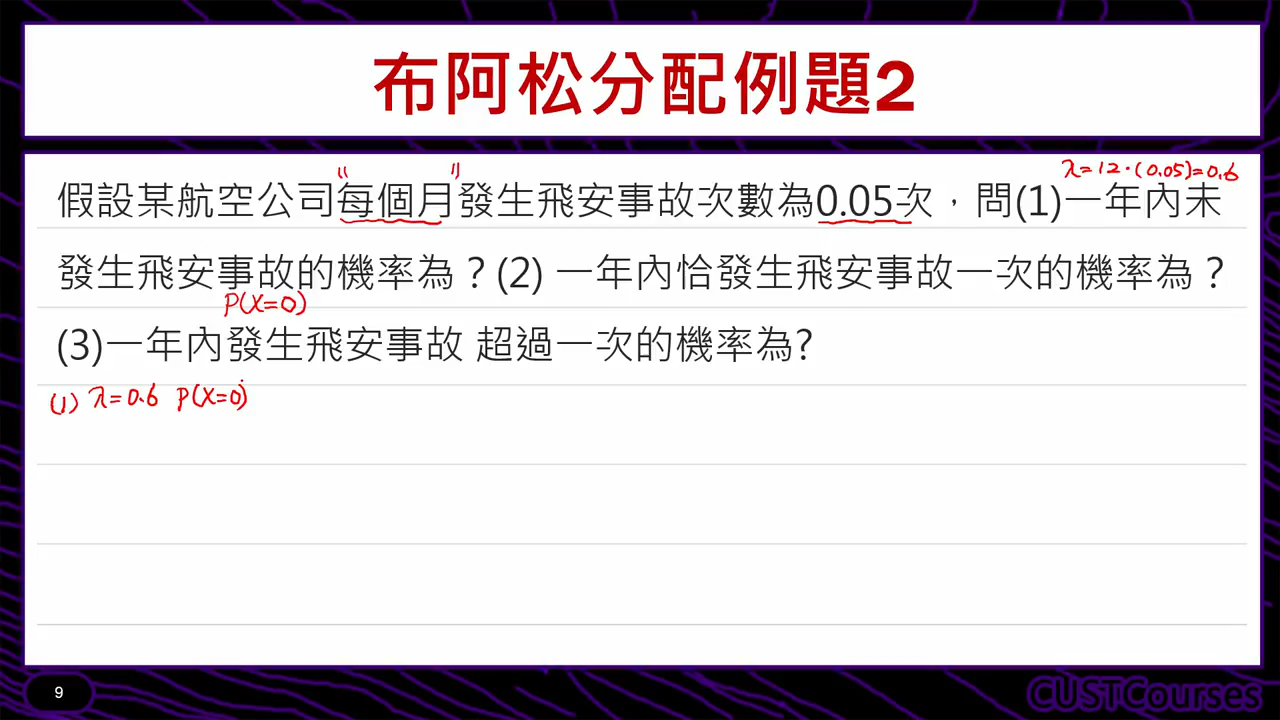 布阿松分配例題2
λ=12·(0.05)=0.6
假設某航空公司"每個月"發生飛安事故次數為0.05次，問(1)一年內未
發生飛安事故的機率為？(2) 一年內恰發生飛安事故一次的機率為？
P(X=0)
(3)一年內發生飛安事故 超過一次的機率為?
(1) λ=0.6 P(X=0)
9
CUSTCourses